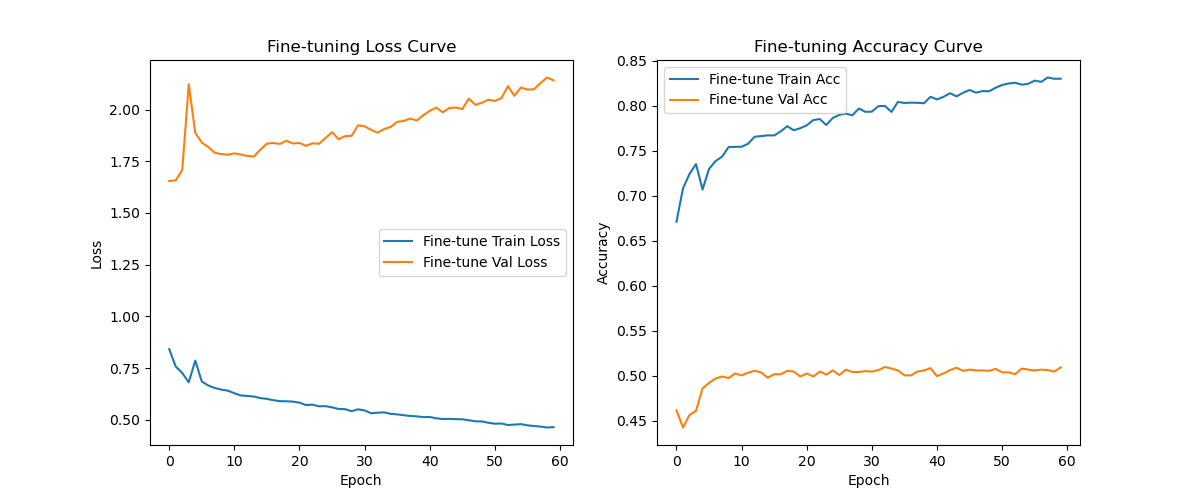 Fine-tuning Loss Curve
Loss
2.00
1.75
1.50
1.25
1.00
0.75
0.50
Fine-tune Train Loss
Fine-tune Val Loss
0 10 20 30 40 50 60
Epoch
Fine-tuning Accuracy Curve
Accuracy
0.85
0.80
0.75
0.70
0.65
0.60
0.55
0.50
0.45
Fine-tune Train Acc
Fine-tune Val Acc
0 10 20 30 40 50 60
Epoch